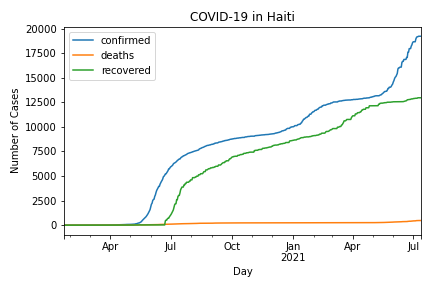 COVID-19 in Haiti
confirmed
deaths
recovered
Number of Cases
20000
17500
15000
12500
10000
7500
5000
2500
0
Apr
Jul
Oct
Jan
2021
Apr
Jul
Day